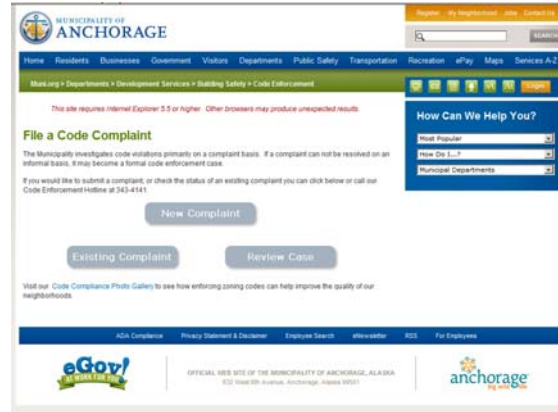 Register My Neighborhood Jobs Contact Us
MUNICIPALITY OF
ANCHORAGE
SEARCH
Home Residents Businesses Government Visitors Departments Public Safety Transportation Recreation ePay Maps Services A-Z
Muni.org > Departments > Development Services > Building Safety > Code Enforcement
Login
This site requires Internet Explorer 5.5 or higher. Other browsers may produce unexpected results.
How Can We Help You?
File a Code Complaint
Most Popular
The Municipality investigates code violations primarily on a complaint basis. If a complaint can not be resolved on an
How Do I...?
informal basis, it may become a formal code enforcement case.
Municipal Departments
If you would like to submit a complaint, or check the status of an existing complaint you can click below or call our
Code Enforcement Hotline at 343-4141.
New Complaint
Existing Complaint Review Case
Visit our Code Compliance Photo Gallery to see how enforcing zoning codes can help improve the quality of our
neighborhoods.
ADA Compliance Privacy Statement & Disclaimer Employee Search eNewsletter RSS For Employees
eGov!
AT WORK FOR YOU
OFFICIAL WEB SITE OF THE MUNICIPALITY OF ANCHORAGE, ALASKA
632 West 6th Avenue, Anchorage, Alaska 99501
anchorage
big wild life